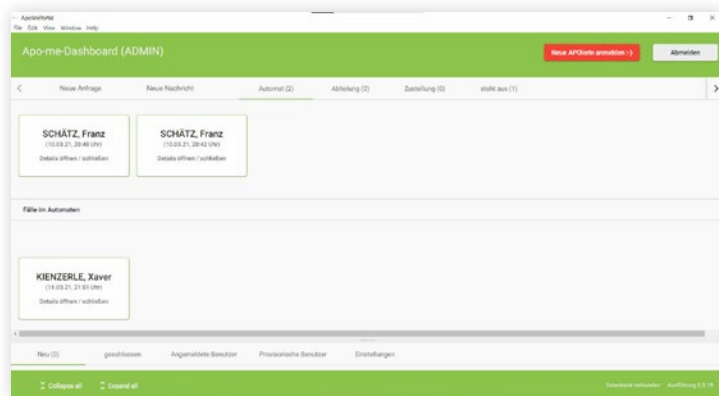 ApoMePortal
File Edit View Window Help
Apo-me-Dashboard (ADMIN)
Neue APOlerin anmelden :-)
Abmelden
Neue Anfrage
Neue Nachricht
Automat (2)
Abholung (0)
Zustellung (0)
steht aus (1)
SCHÄTZ, Franz
(10.03.21, 20:48 Uhr)
Details öffnen / schließen
SCHÄTZ, Franz
(10.03.21, 20:42 Uhr)
Details öffnen / schließen
Fälle im Automaten
KIENZERLE, Xaver
(11.03.21, 21:51 Uhr)
Details öffnen / schließen
Neu (0)
geschlossen
Angemeldete Benutzer
Provisorische Benutzer
Einstellungen
Collapse all
Expand all
Datenbank verbunden
Ausführung